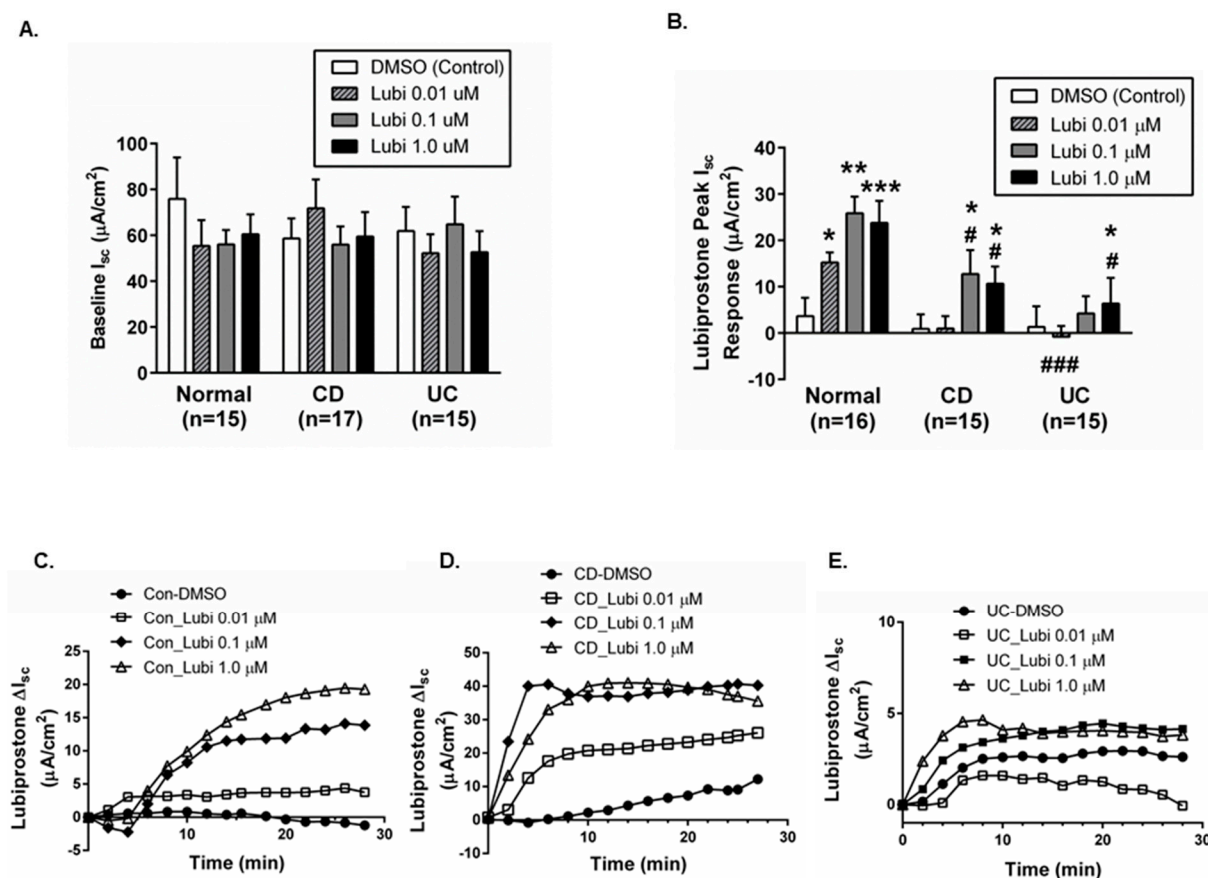 A.
DMSO (Control)
Lubi 0.01 uM
Lubi 0.1 uM
Lubi 1.0 uM
Baseline Isc (µA/cm²)
100
80
60
40
20
0
Normal
(n=15)
CD
(n=17)
UC
(n=15)
B.
DMSO (Control)
Lubi 0.01 μM
Lubi 0.1 μM
Lubi 1.0 μM
Lubiprostone Peak Isc
Response (µA/cm²)
40
30
20
10
0
-10
*
**
***
*
#
*
#
###
*
#
Normal
(n=16)
CD
(n=15)
UC
(n=15)
C.
Con-DMSO
Con_Lubi 0.01 μM
Con_Lubi 0.1 μM
Con_Lubi 1.0 μM
Lubiprostone ΔIsc
(µA/cm²)
25
20
15
10
5
0
-5
10
20
30
Time (min)
D.
CD-DMSO
CD_Lubi 0.01 μM
CD_Lubi 0.1 μM
CD_Lubi 1.0 μM
Lubiprostone ΔIsc
(µA/cm²)
50
40
30
20
10
0
-10
10
20
30
Time (min)
E.
UC-DMSO
UC_Lubi 0.01 μM
UC_Lubi 0.1 μM
UC_Lubi 1.0 μM
Lubiprostone ΔIsc
(µA/cm²)
10
5
0
0
10
20
30
Time (min)